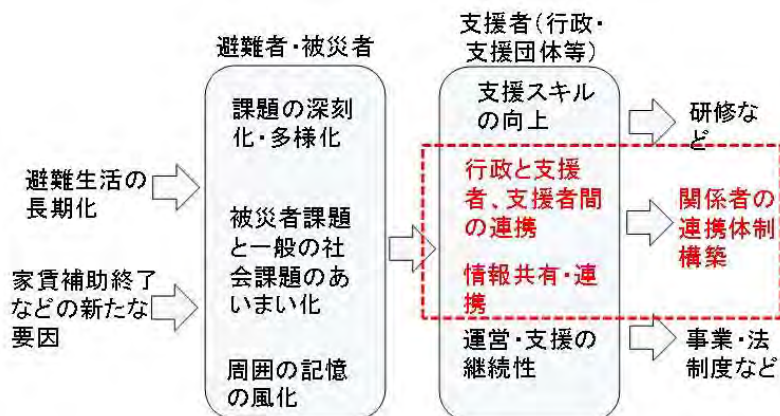 避難者・被災者
支援者（行政・
支援団体等）
避難生活の
長期化
家賃補助終了
などの新たな
要因
課題の深刻
化・多様化
被災者課題
と一般の社
会課題のあ
いまい化
周囲の記憶
の風化
支援スキル
の向上
行政と支援
者、支援者間
の連携
情報共有・連
携
運営・支援の
継続性
研修な
ど
関係者の
連携体制
構築
事業・法
制度など